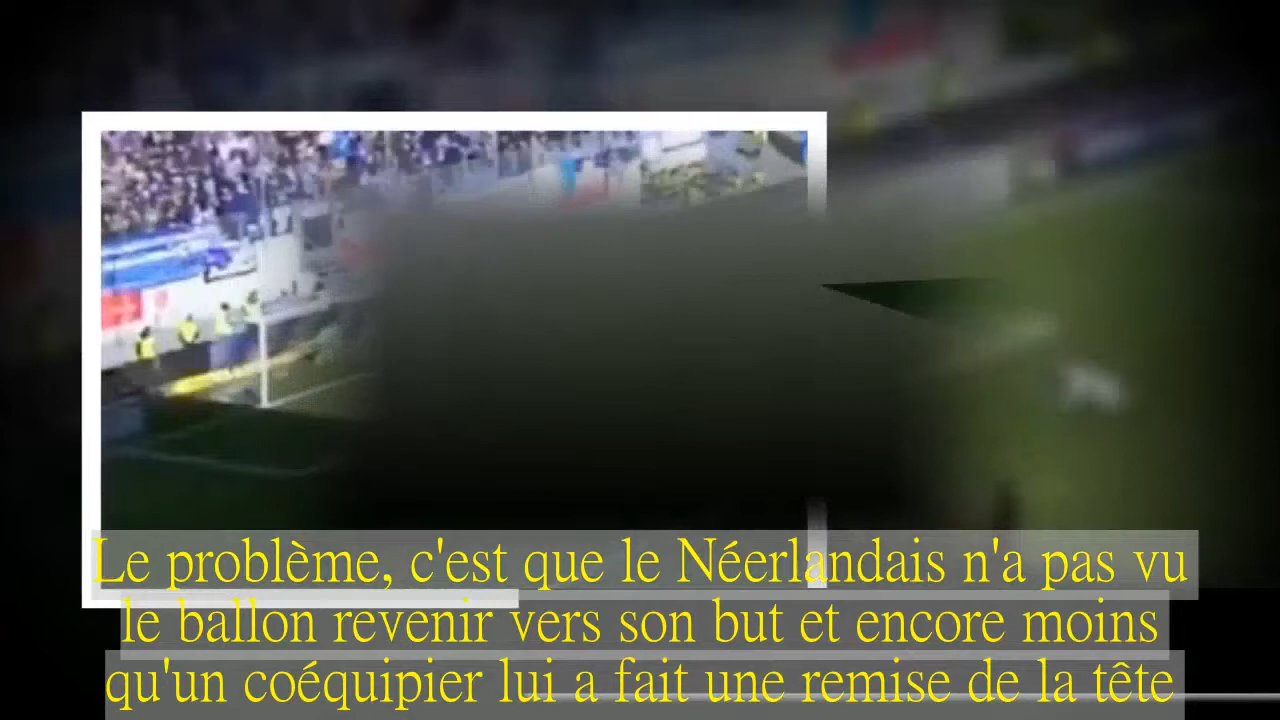 Le problème, c'est que le Néerlandais n'a pas vu
le ballon revenir vers son but et encore moins
qu'un coéquipier lui a fait une remise de la tête